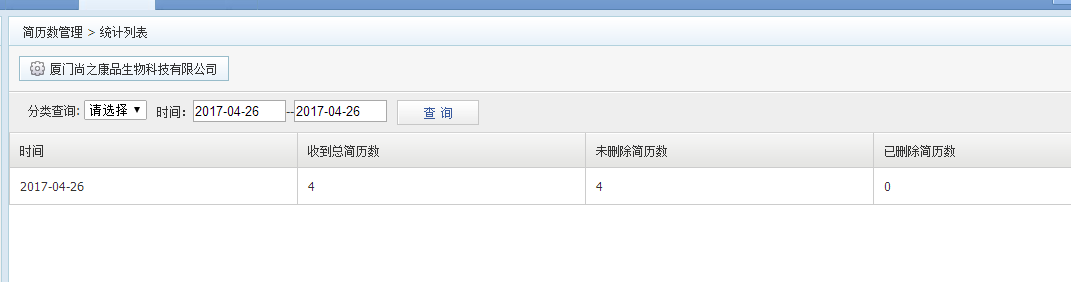 简历数管理 > 统计列表
厦门尚之康品生物科技有限公司
分类查询: 请选择 时间： 2017-04-26--2017-04-26 查 询
时间 收到总简历数 未删除简历数 已删除简历数
2017-04-26 4 4 0